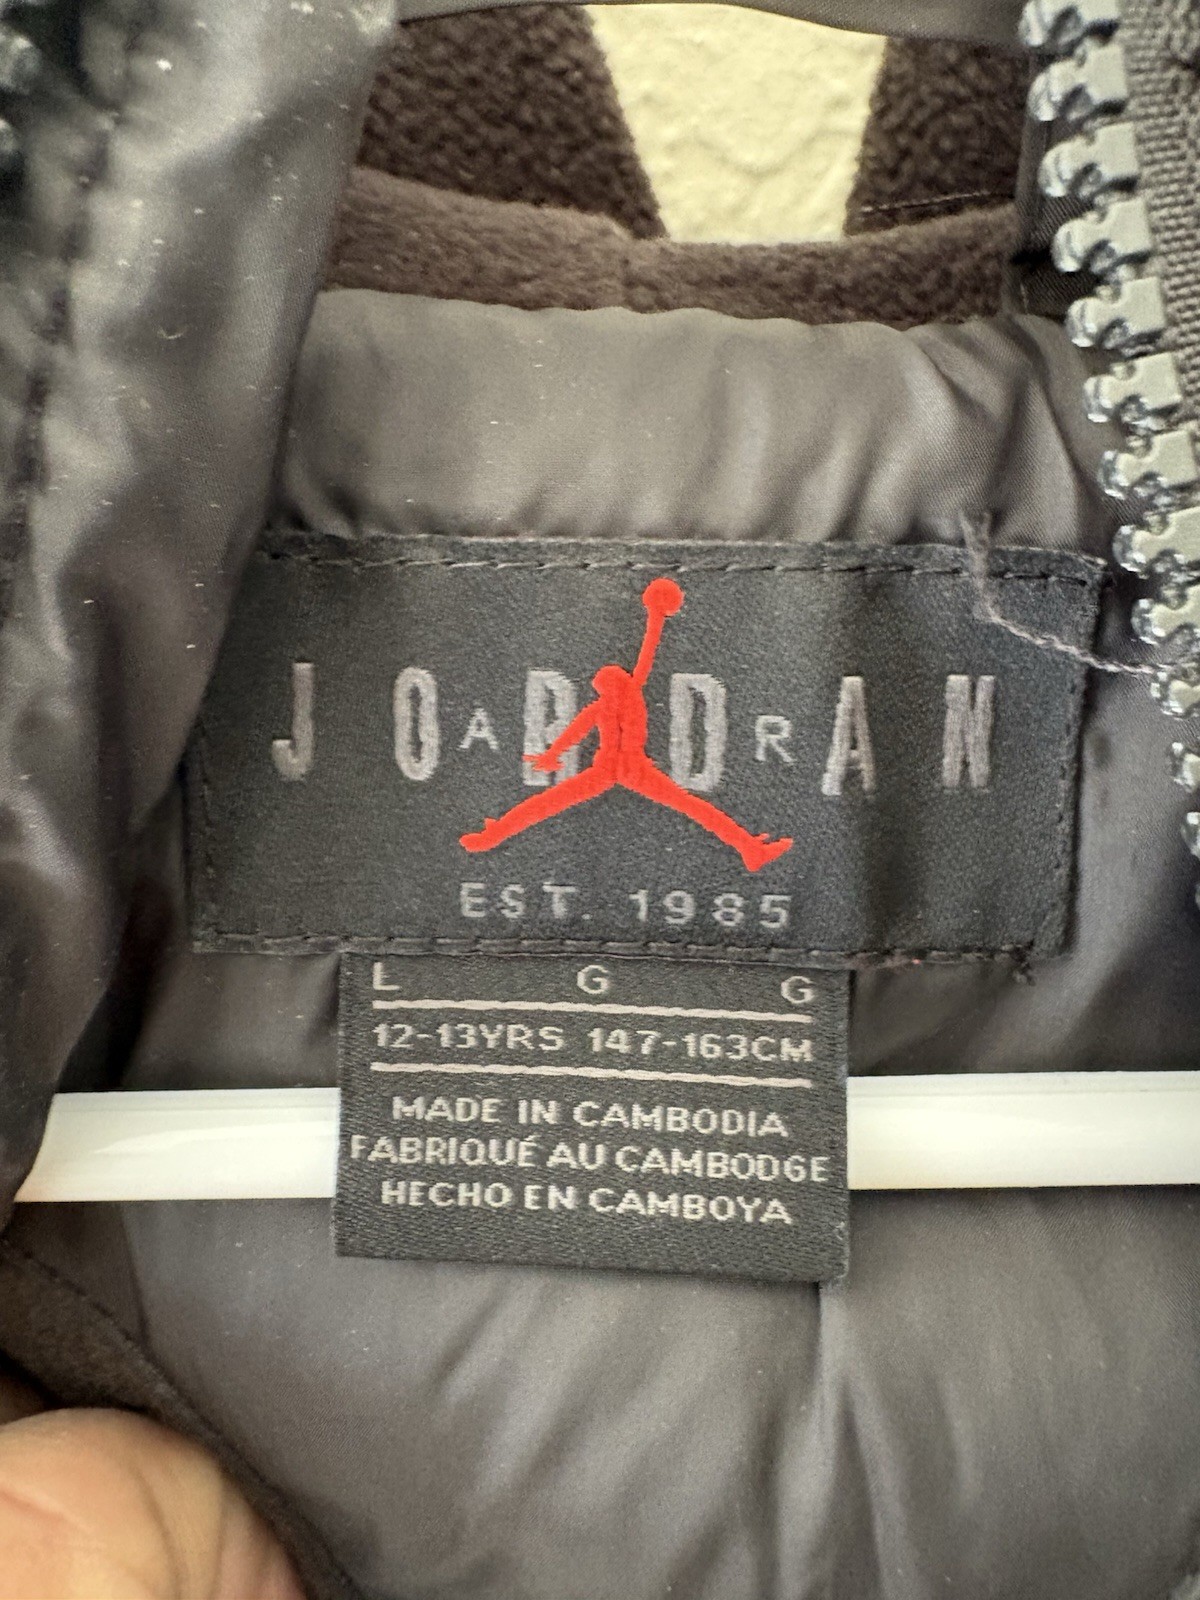 JORDAN
AIR
EST. 1985
L G G
12-13YRS 147-163CM
MADE IN CAMBODIA
FABRIQUÉ AU CAMBODGE
HECHO EN CAMBOYA